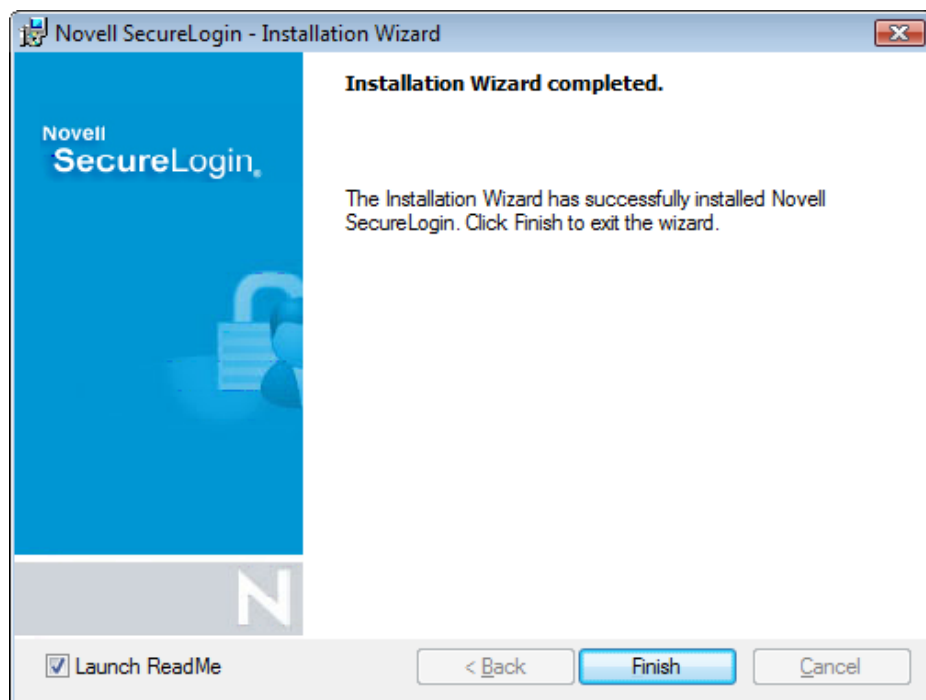 Novell SecureLogin - Installation Wizard
Installation Wizard completed.
Novell
SecureLogin®
The Installation Wizard has successfully installed Novell
SecureLogin. Click Finish to exit the wizard.
N
Launch ReadMe
< Back
Finish
Cancel